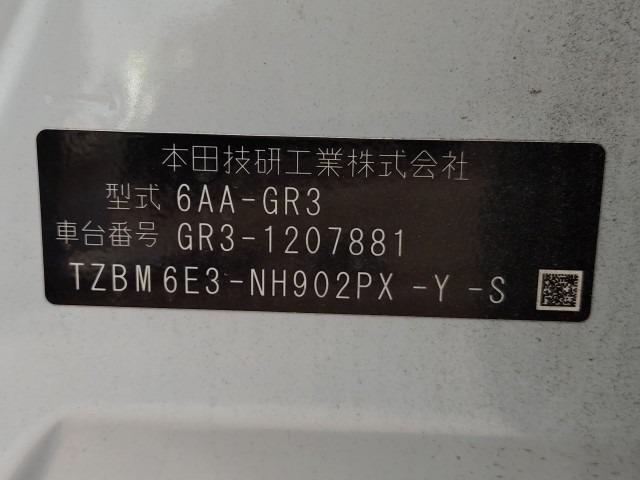 本田技研工業株式会社
型式 6AA-GR3
車台番号 GR3-1207881
TZBM6E3-NH902PX-Y-S